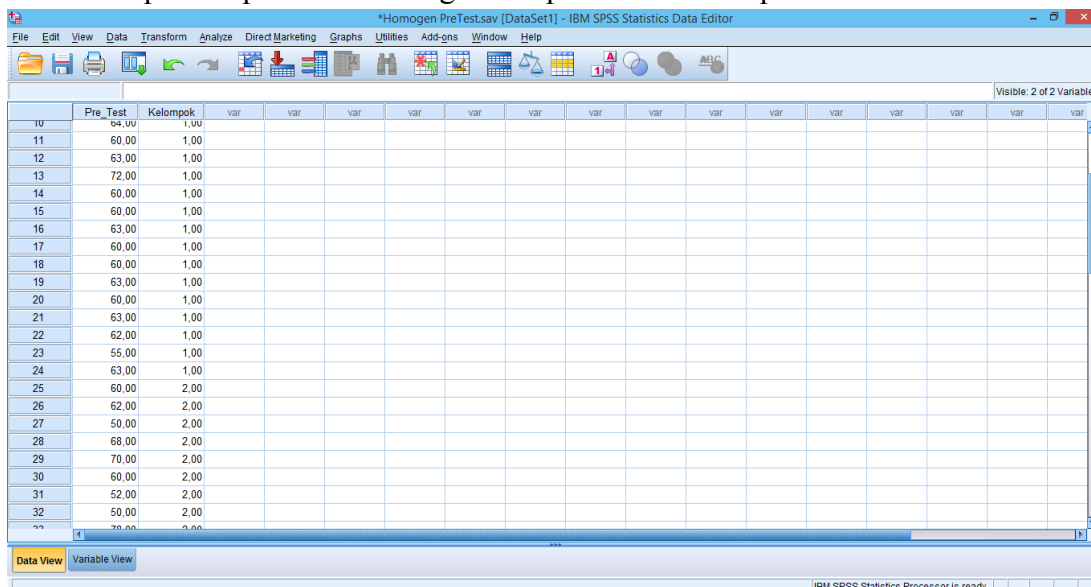 *Homogen PreTest.sav [DataSet1] - IBM SPSS Statistics Data Editor
File Edit View Data Transform Analyze Direct Marketing Graphs Utilities Add-ons Window Help
Visible: 2 of 2 Variable
Pre_Test Kelompok var var var var var var var var var var var var var var
10 64,00 1,00
11 60,00 1,00
12 63,00 1,00
13 72,00 1,00
14 60,00 1,00
15 60,00 1,00
16 63,00 1,00
17 60,00 1,00
18 60,00 1,00
19 63,00 1,00
20 60,00 1,00
21 63,00 1,00
22 62,00 1,00
23 55,00 1,00
24 63,00 1,00
25 60,00 2,00
26 62,00 2,00
27 50,00 2,00
28 68,00 2,00
29 70,00 2,00
30 60,00 2,00
31 52,00 2,00
32 50,00 2,00
Data View Variable View
IBM SPSS Statistics Processor is ready